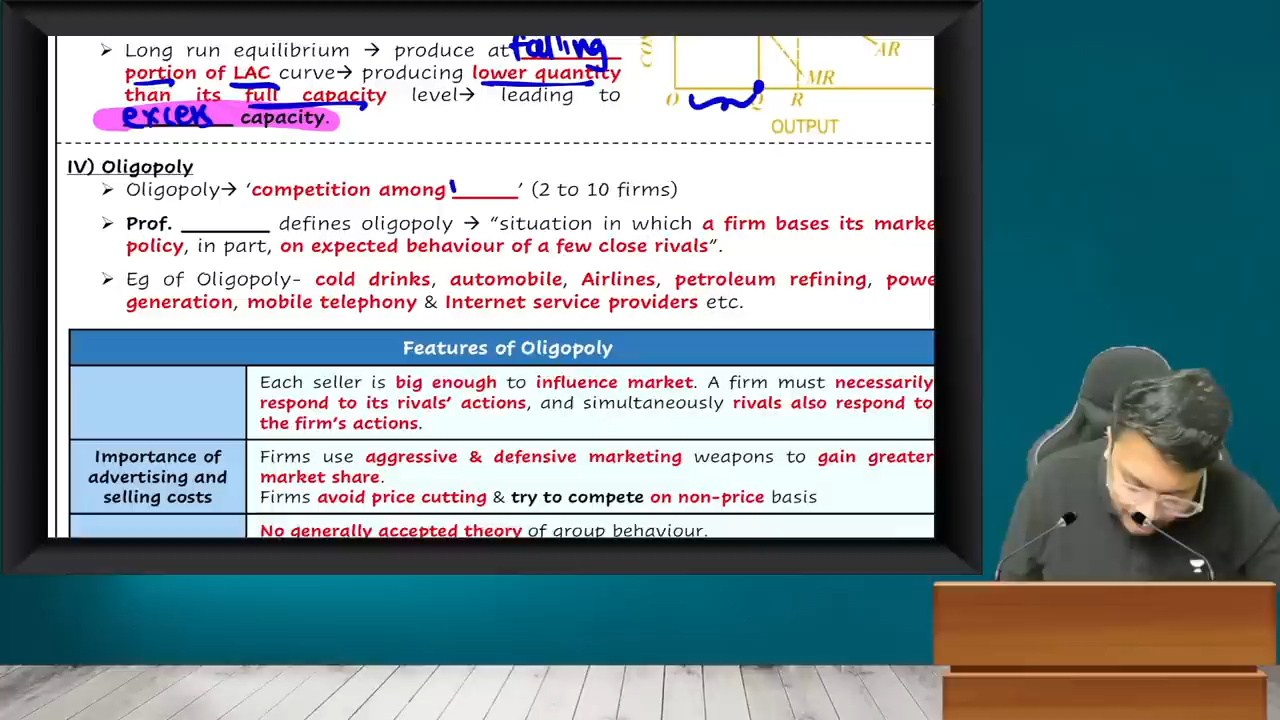 ➢ Long run equilibrium → produce at falling
portion of LAC curve→ producing lower quantity
than its full capacity level→ leading to
excess capacity.
AR
MR
O Q R
OUTPUT
IV) Oligopoly
➢ Oligopoly→ ‘competition among ______’ (2 to 10 firms)
➢ Prof. ________ defines oligopoly → “situation in which a firm bases its marke
policy, in part, on expected behaviour of a few close rivals”.
➢ Eg of Oligopoly- cold drinks, automobile, Airlines, petroleum refining, powe
generation, mobile telephony & Internet service providers etc.
Features of Oligopoly
Each seller is big enough to influence market. A firm must necessarily
respond to its rivals’ actions, and simultaneously rivals also respond to
the firm’s actions.
Importance of
advertising and
selling costs
Firms use aggressive & defensive marketing weapons to gain greater
market share.
Firms avoid price cutting & try to compete on non-price basis
No generally accepted theory of group behaviour.